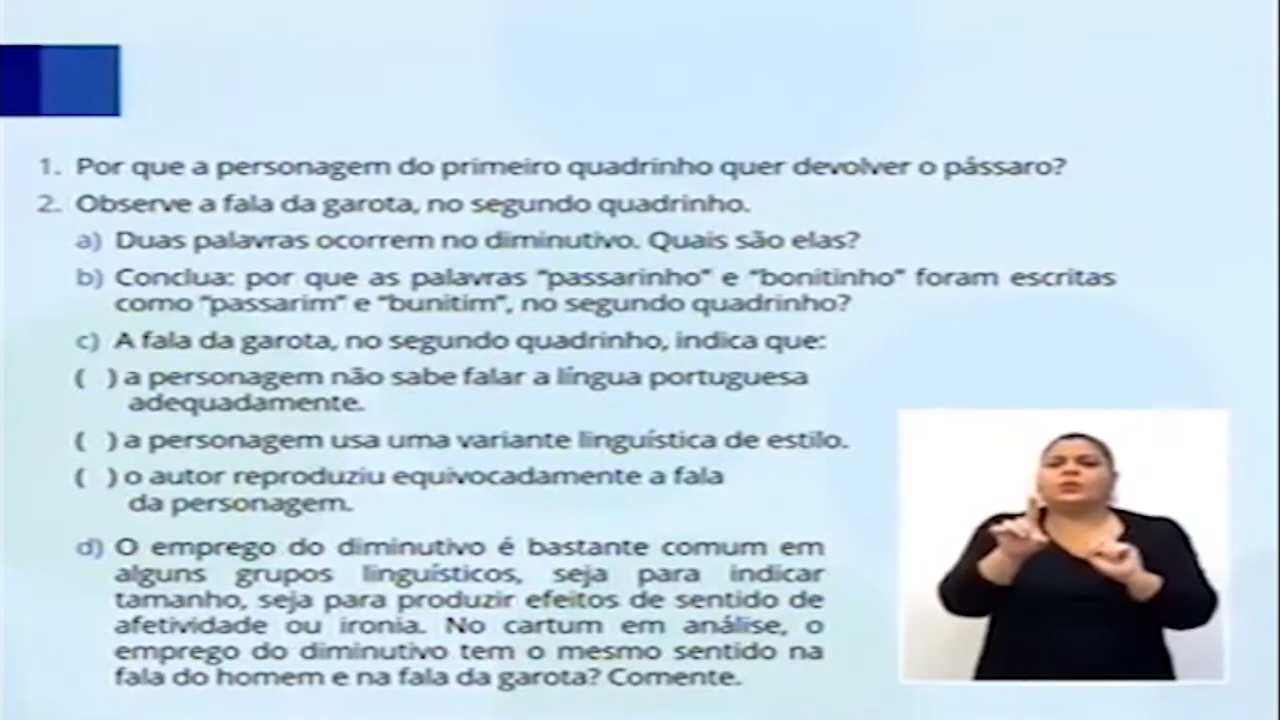 1. Por que a personagem do primeiro quadrinho quer devolver o pássaro?
2. Observe a fala da garota, no segundo quadrinho.
a) Duas palavras ocorrem no diminutivo. Quais são elas?
b) Conclua: por que as palavras "passarinho" e "bonitinho" foram escritas
como "passarim" e "bunitim", no segundo quadrinho?
c) A fala da garota, no segundo quadrinho, indica que:
( ) a personagem não sabe falar a língua portuguesa
adequadamente.
( ) a personagem usa uma variante linguística de estilo.
( ) o autor reproduziu equivocadamente a fala
da personagem.
d) O emprego do diminutivo é bastante comum em
alguns grupos linguísticos, seja para indicar
tamanho, seja para produzir efeitos de sentido de
afetividade ou ironia. No cartum em análise, o
emprego do diminutivo tem o mesmo sentido na
fala do homem e na fala da garota? Comente.